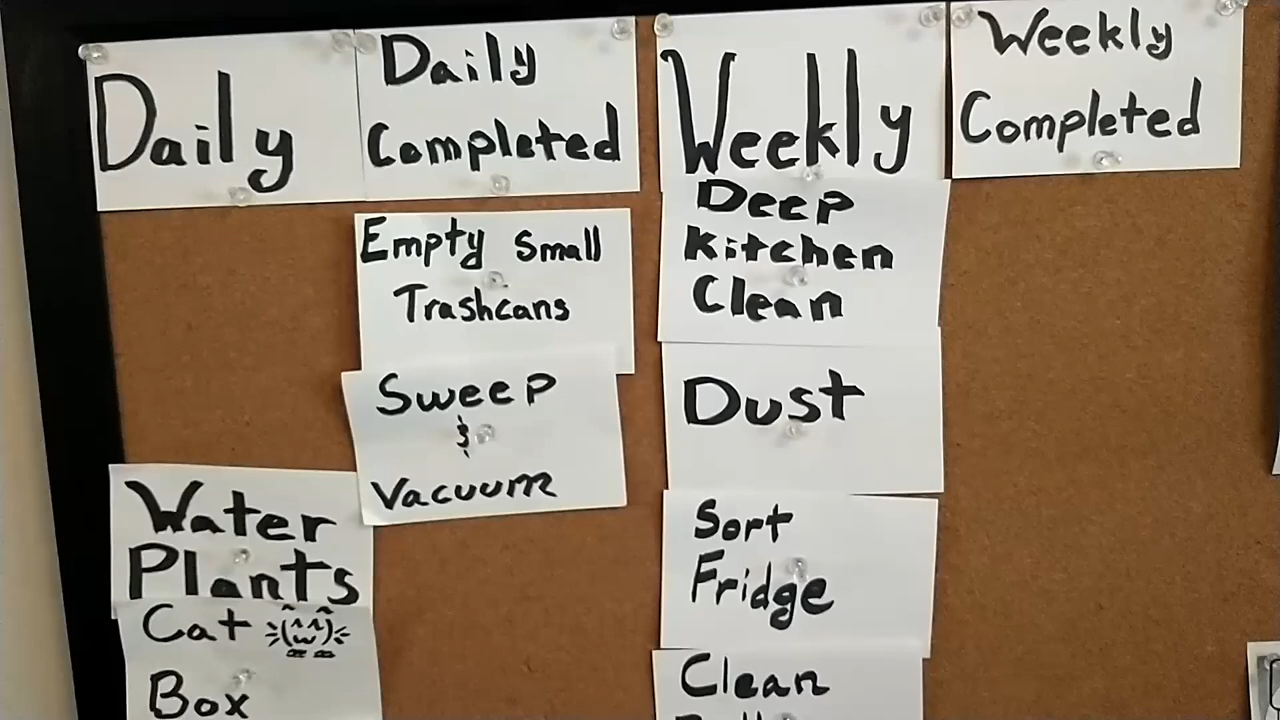 Daily
Daily
Completed
Weekly
Weekly
Completed
Empty Small
Trashcans
Sweep
&
Vacuum
Water
Plants
Cat
Box
Deep
Kitchen
Clean
Dust
Sort
Fridge
Clean